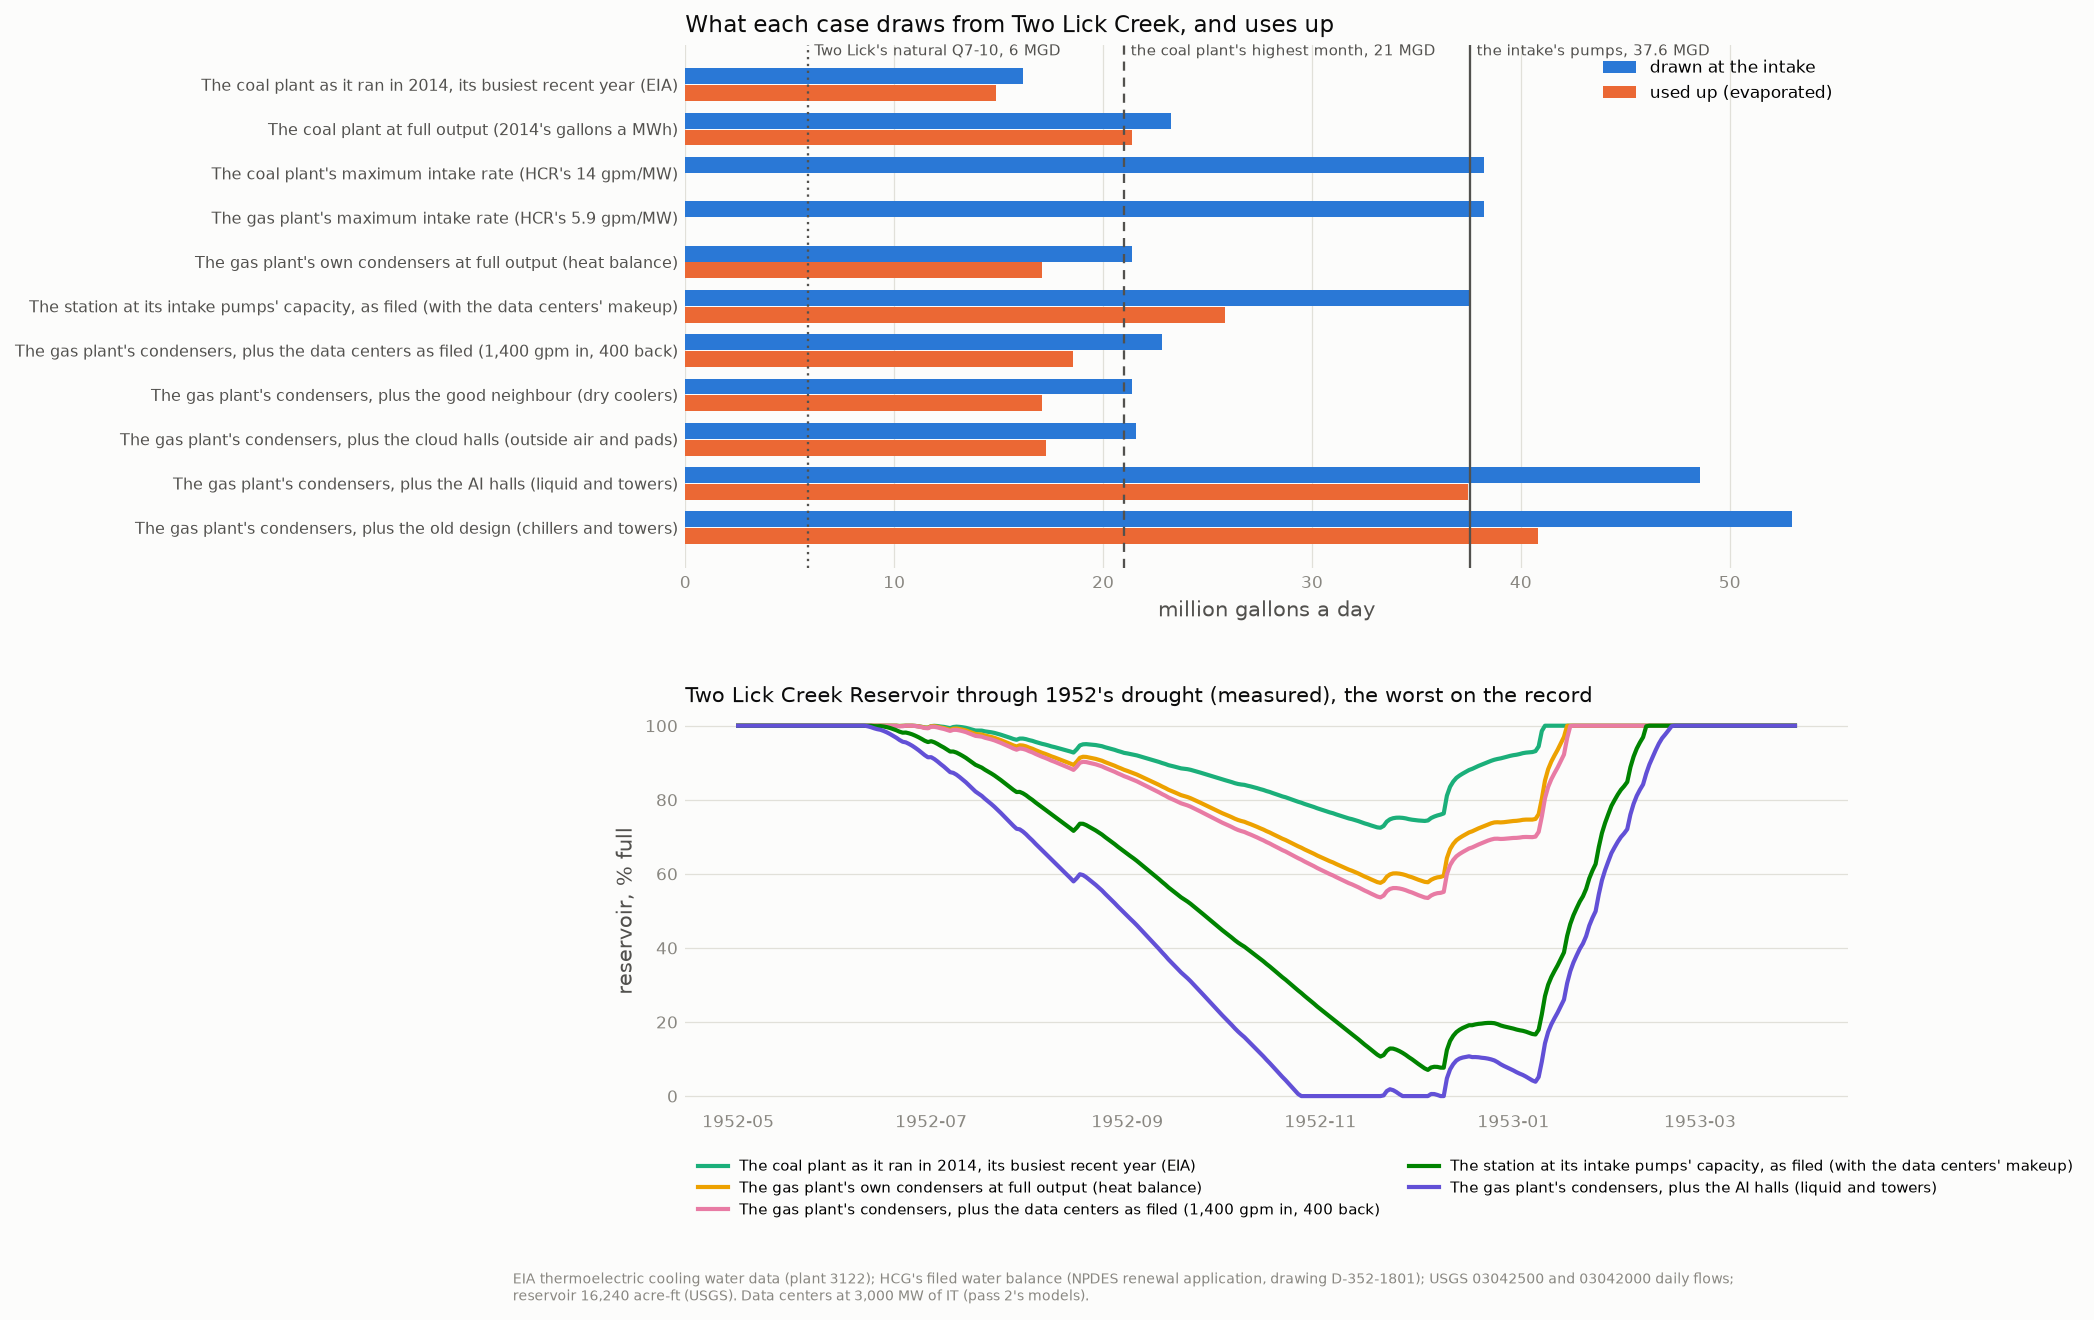 What each case draws from Two Lick Creek, and uses up
Two Lick's natural Q7-10, 6 MGD
the coal plant's highest month, 21 MGD
the intake's pumps, 37.6 MGD
drawn at the intake
used up (evaporated)
The coal plant as it ran in 2014, its busiest recent year (EIA)
The coal plant at full output (2014's gallons a MWh)
The coal plant's maximum intake rate (HCR's 14 gpm/MW)
The gas plant's maximum intake rate (HCR's 5.9 gpm/MW)
The gas plant's own condensers at full output (heat balance)
The station at its intake pumps' capacity, as filed (with the data centers' makeup)
The gas plant's condensers, plus the data centers as filed (1,400 gpm in, 400 back)
The gas plant's condensers, plus the good neighbour (dry coolers)
The gas plant's condensers, plus the cloud halls (outside air and pads)
The gas plant's condensers, plus the AI halls (liquid and towers)
The gas plant's condensers, plus the old design (chillers and towers)
0 10 20 30 40 50
million gallons a day
Two Lick Creek Reservoir through 1952's drought (measured), the worst on the record
reservoir, % full
100
80
60
40
20
0
1952-05 1952-07 1952-09 1952-11 1953-01 1953-03
The coal plant as it ran in 2014, its busiest recent year (EIA)
The gas plant's own condensers at full output (heat balance)
The gas plant's condensers, plus the data centers as filed (1,400 gpm in, 400 back)
The station at its intake pumps' capacity, as filed (with the data centers' makeup)
The gas plant's condensers, plus the AI halls (liquid and towers)
EIA thermoelectric cooling water data (plant 3122); HCG's filed water balance (NPDES renewal application, drawing D-352-1801); USGS 03042500 and 03042000 daily flows;
reservoir 16,240 acre-ft (USGS). Data centers at 3,000 MW of IT (pass 2's models).